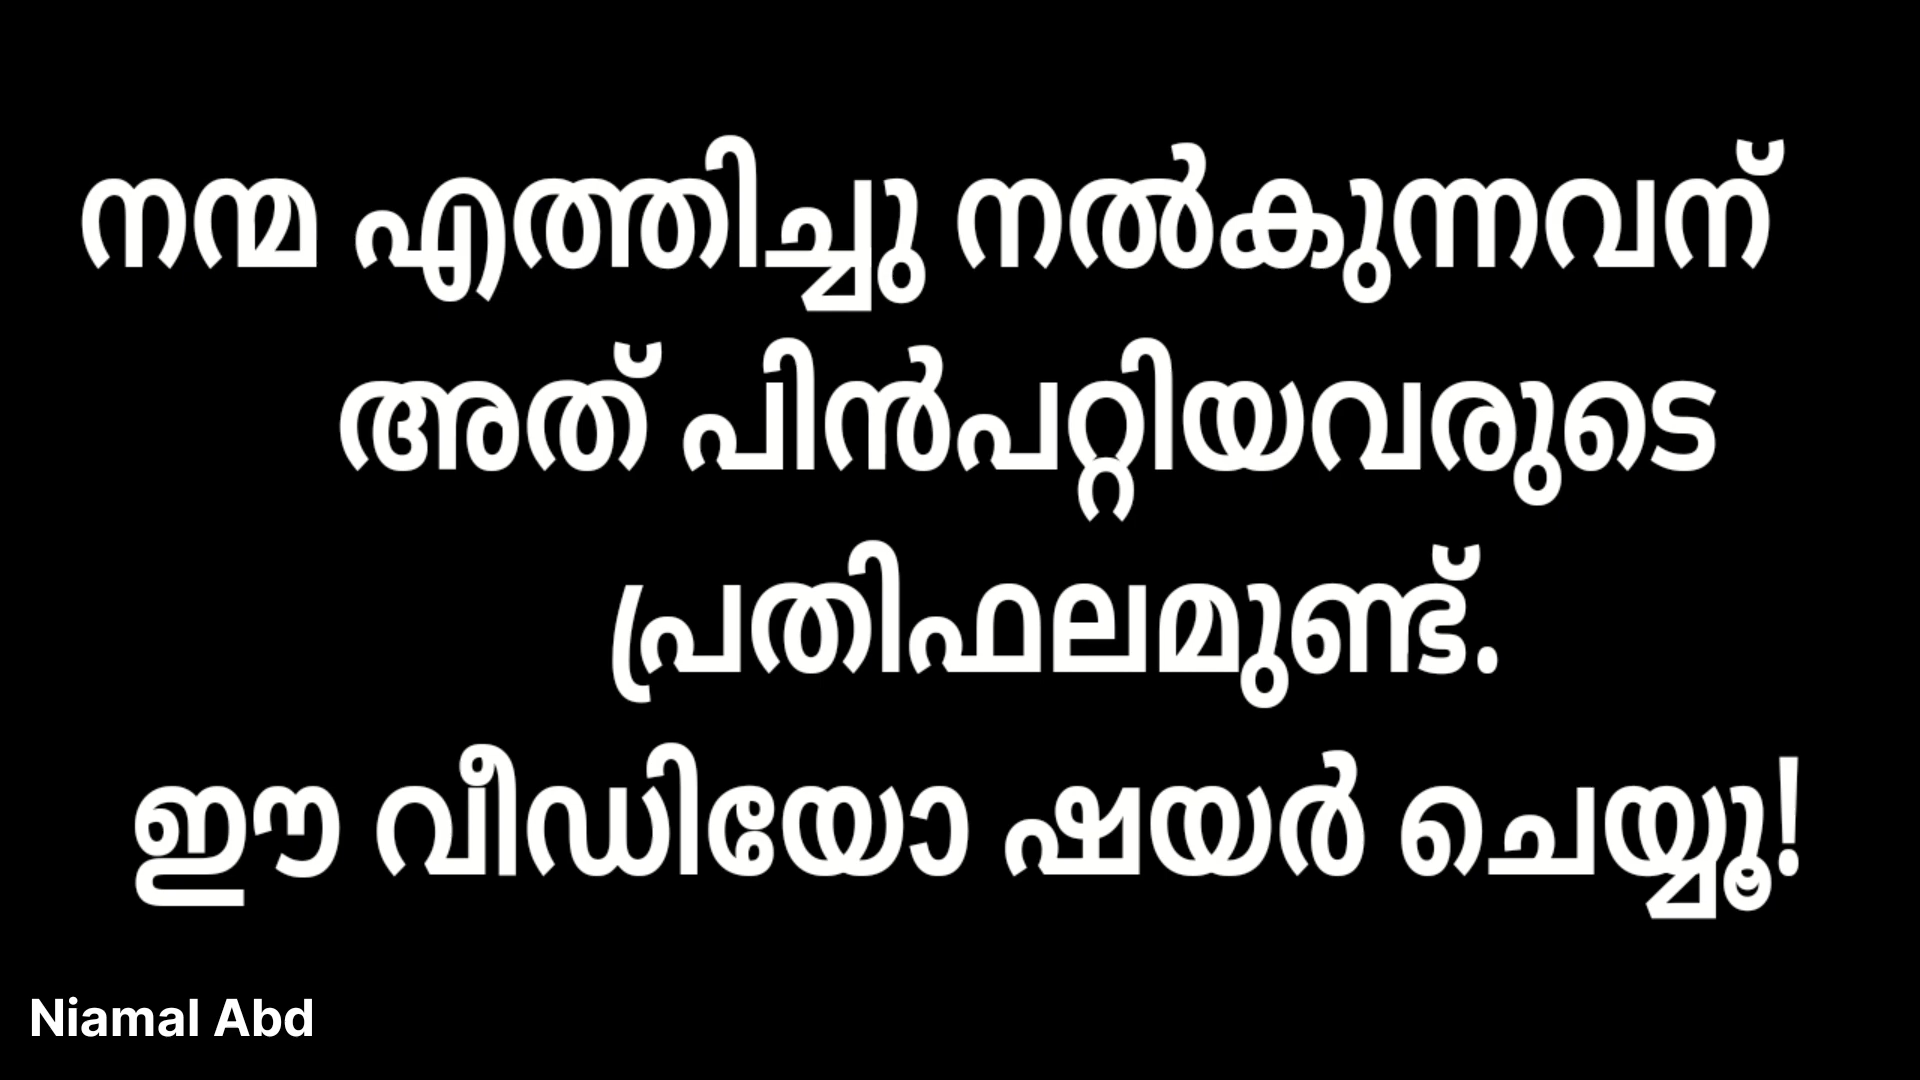 നന്മ എത്തിച്ചു നൽകുന്നവന്
അത് പിൻപറ്റിയവരുടെ
പ്രതിഫലമുണ്ട്.
ഈ വീഡിയോ ഷയർ ചെയ്യൂ!
Niamal Abd